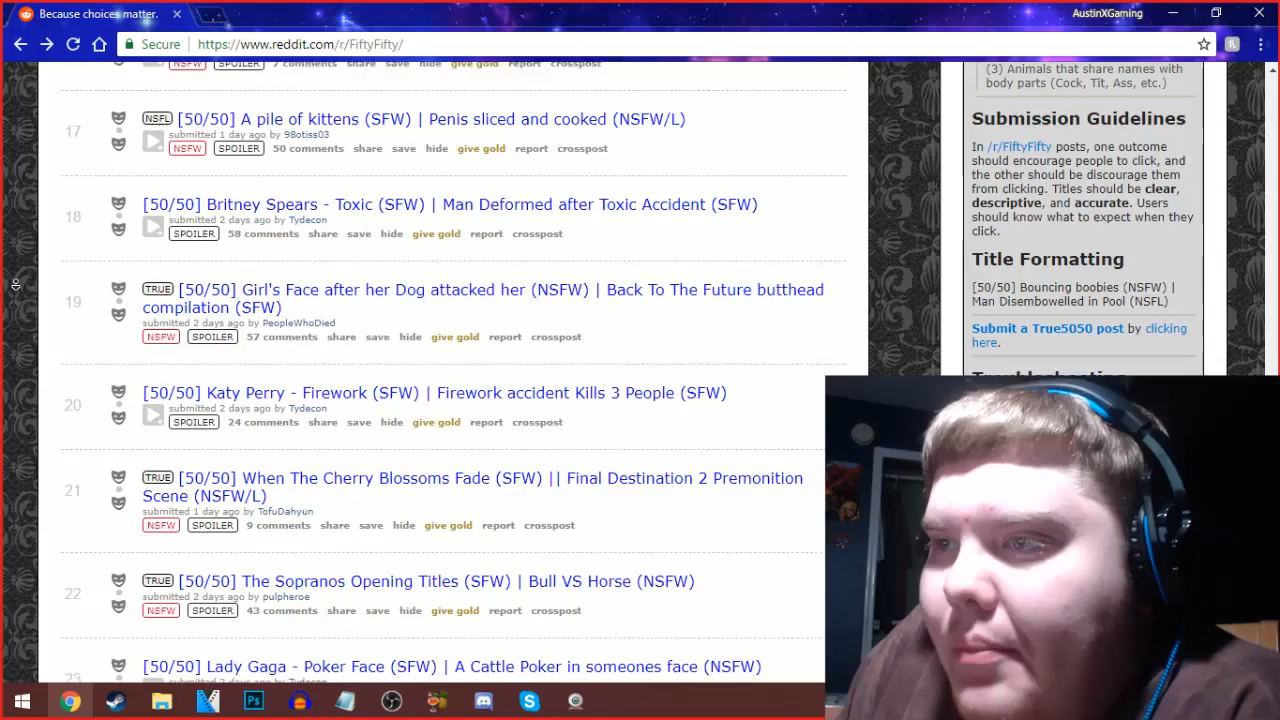 Because choices matter.
AustinXGaming
Secure
https://www.reddit.com/r/FiftyFifty/
NSFW SPOILER 7 comments share save hide give gold report crosspost
17
NSFL [50/50] A pile of kittens (SFW) | Penis sliced and cooked (NSFW/L)
submitted 1 day ago by 98otiss03
NSFW SPOILER 50 comments share save hide give gold report crosspost
18
[50/50] Britney Spears - Toxic (SFW) | Man Deformed after Toxic Accident (SFW)
submitted 2 days ago by Tydecon
SPOILER 58 comments share save hide give gold report crosspost
19
TRUE [50/50] Girl's Face after her Dog attacked her (NSFW) | Back To The Future butthead
compilation (SFW)
submitted 2 days ago by PeopleWhoDied
NSFW SPOILER 57 comments share save hide give gold report crosspost
20
[50/50] Katy Perry - Firework (SFW) | Firework accident Kills 3 People (SFW)
submitted 2 days ago by Tydecon
SPOILER 24 comments share save hide give gold report crosspost
21
TRUE [50/50] When The Cherry Blossoms Fade (SFW) || Final Destination 2 Premonition
Scene (NSFW/L)
submitted 1 day ago by TofuDahyun
NSFW SPOILER 9 comments share save hide give gold report crosspost
22
TRUE [50/50] The Sopranos Opening Titles (SFW) | Bull VS Horse (NSFW)
submitted 2 days ago by pulpheroe
NSFW SPOILER 43 comments share save hide give gold report crosspost
23
[50/50] Lady Gaga - Poker Face (SFW) | A Cattle Poker in someones face (NSFW)
submitted 2 days ago by Tydecon
(3) Animals that share names with
body parts (Cock, Tit, Ass, etc.)
Submission Guidelines
In /r/FiftyFifty posts, one outcome
should encourage people to click, and
the other should be discourage them
from clicking. Titles should be clear,
descriptive, and accurate. Users
should know what to expect when they
click.
Title Formatting
[50/50] Bouncing boobies (NSFW) |
Man Disembowelled in Pool (NSFL)
Submit a True5050 post by clicking
here.
Troubleshooting